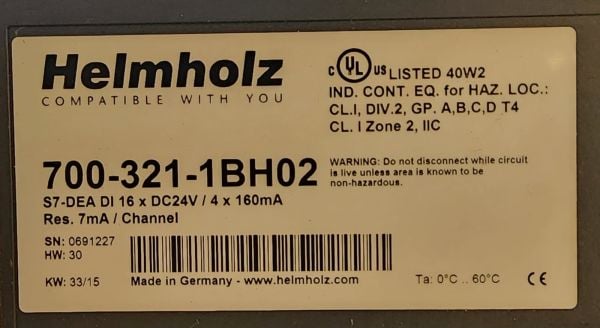 Helmholz
COMPATIBLE WITH YOU
c UL US LISTED 40W2
IND. CONT. EQ. for HAZ. LOC.:
CL.I, DIV.2, GP. A,B,C,D T4
CL. I Zone 2, IIC
700-321-1BH02
S7-DEA DI 16 x DC24V / 4 x 160mA
Res. 7mA / Channel
WARNING: Do not disconnect while circuit
is live unless area is known to be
non-hazardous.
SN: 0691227
HW: 30
KW: 33/15
Made in Germany - www.helmholz.com
Ta: 0°C .. 60°C
CE